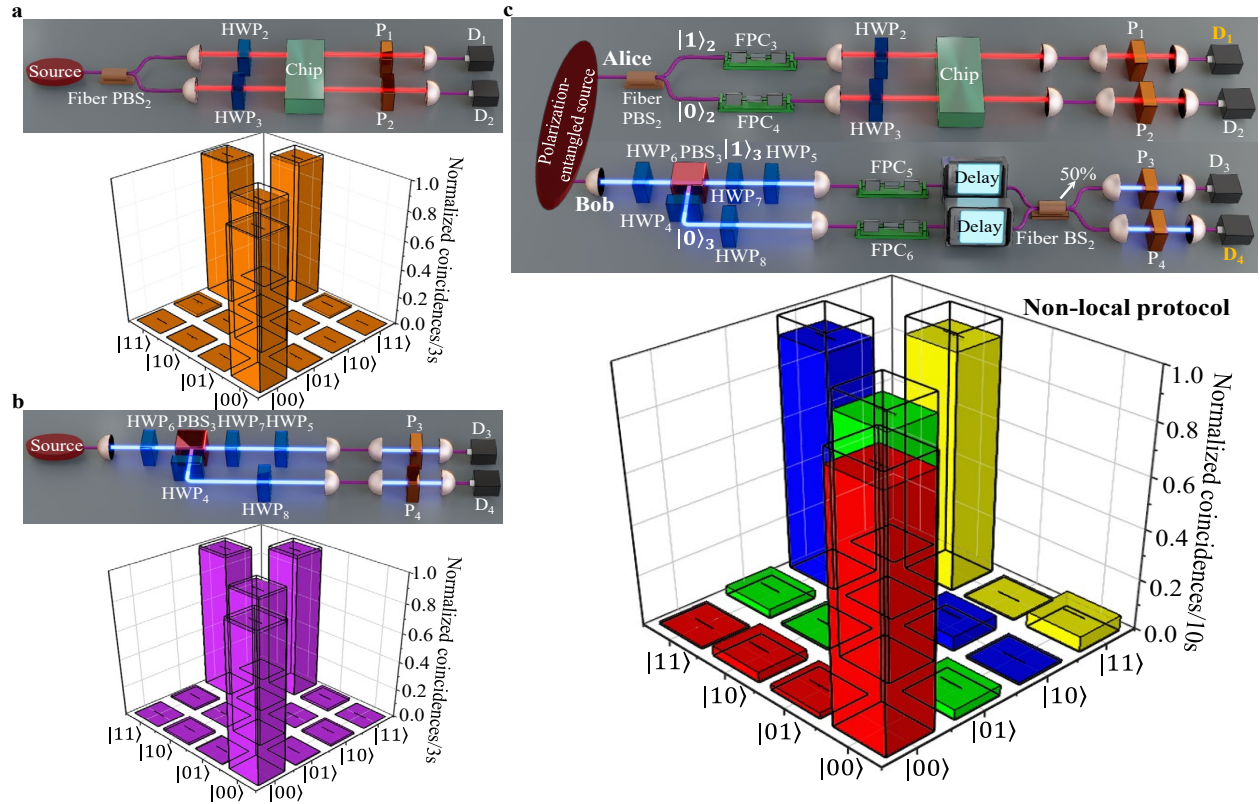 a
HWP₂
P₁
D₁
Source
Chip
Fiber PBS₂
HWP₃
P₂
D₂
1.0
0.8
0.6
0.4
0.2
0.0
Normalized coincidences/3s
|11⟩
|10⟩
|01⟩
|00⟩
|00⟩
|01⟩
|10⟩
|11⟩
b
HWP₆ PBS₃ HWP₇ HWP₅
P₃
D₃
Source
HWP₄
HWP₈
P₄
D₄
1.0
0.8
0.6
0.4
0.2
0.0
Normalized coincidences/3s
|11⟩
|10⟩
|01⟩
|00⟩
|00⟩
|01⟩
|10⟩
|11⟩
c
Polarization-
entangled source
Alice
|1⟩₂
FPC₃
HWP₂
Chip
P₁
D₁
Fiber
PBS₂
|0⟩₂
FPC₄
HWP₃
P₂
D₂
HWP₆ PBS₃ |1⟩₃ HWP₅
Bob
HWP₇
HWP₄
|0⟩₃
HWP₈
FPC₅
FPC₆
Delay
Delay
50%
Fiber BS₂
P₃
D₃
P₄
D₄
Non-local protocol
1.0
0.8
0.6
0.4
0.2
0.0
Normalized coincidences/10s
|11⟩
|10⟩
|01⟩
|00⟩
|00⟩
|01⟩
|10⟩
|11⟩